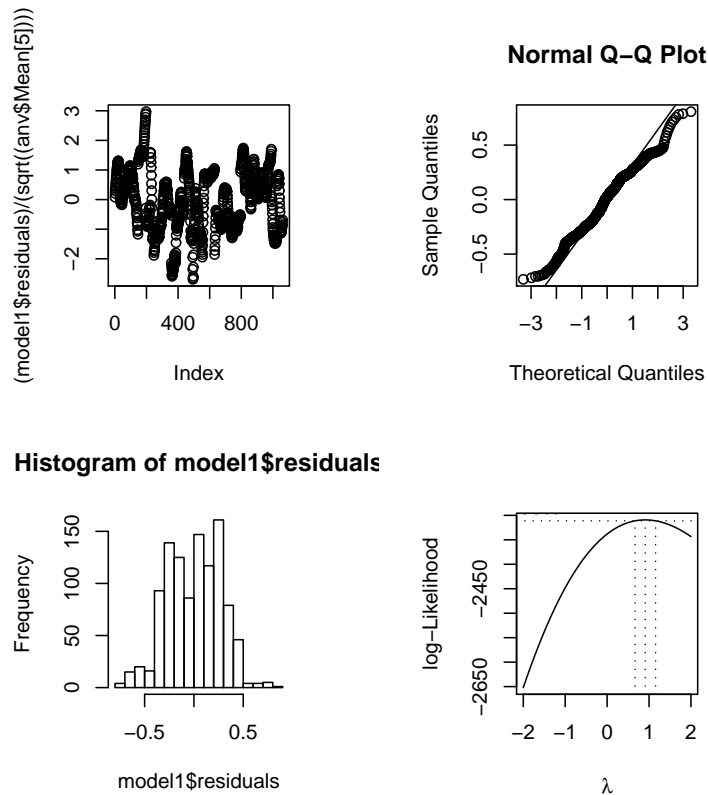 (model1$residuals)/(sqrt((anv$Mean[5])))
3
2
1
0
−2
0 400 800
Index
Normal Q−Q Plot
Sample Quantiles
0.5
0.0
−0.5
−3 −1 1 3
Theoretical Quantiles
Histogram of model1$residuals
Frequency
150
100
50
0
−0.5 0.5
model1$residuals
log−Likelihood
−2450
−2650
−2 −1 0 1 2
λ